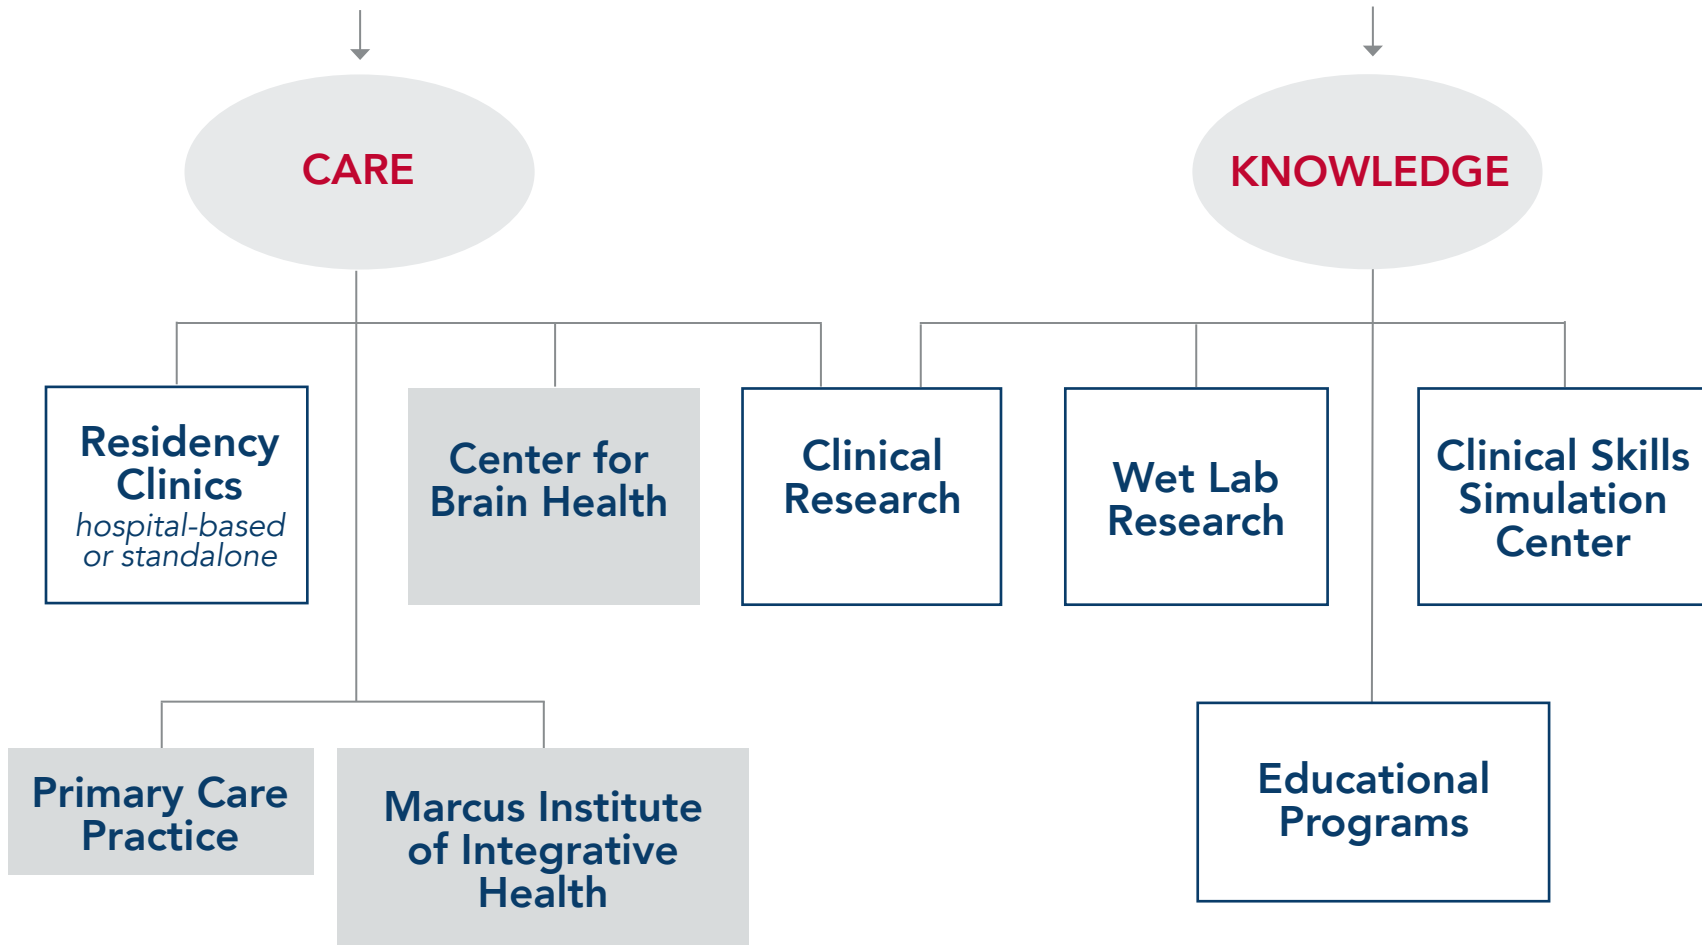 CARE
KNOWLEDGE
Residency
Clinics
hospital-based
or standalone
Center for
Brain Health
Clinical
Research
Wet Lab
Research
Clinical Skills
Simulation
Center
Primary Care
Practice
Marcus Institute
of Integrative
Health
Educational
Programs